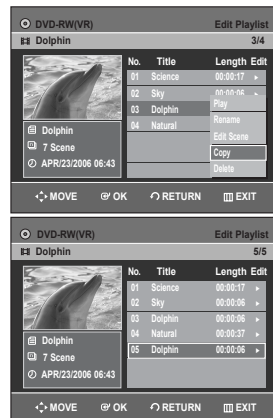 DVD-RW(VR) Edit Playlist
Dolphin 3/4
No. Title Length Edit
01 Science 00:00:17
02 Sky 00:00:06
03 Dolphin
04 Natural
Play
Rename
Edit Scene
Copy
Delete
Dolphin
7 Scene
APR/23/2006 06:43
MOVE OK RETURN EXIT
DVD-RW(VR) Edit Playlist
Dolphin 5/5
No. Title Length Edit
01 Science 00:00:17
02 Sky 00:00:06
03 Dolphin 00:00:06
04 Natural 00:00:37
05 Dolphin 00:00:06
Dolphin
7 Scene
APR/23/2006 06:43
MOVE OK RETURN EXIT